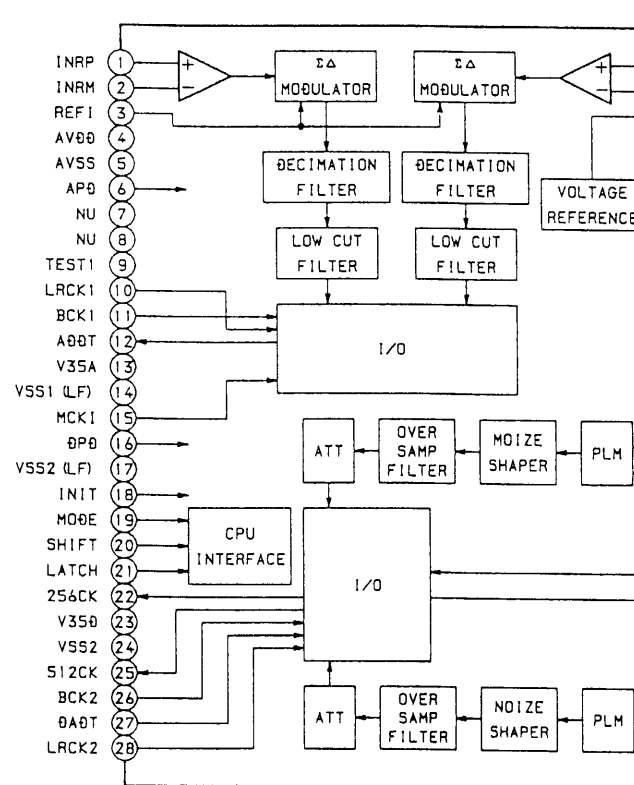 INRP 1
INRM 2
REFI 3
AVDD 4
AVSS 5
APD 6
NU 7
NU 8
TEST1 9
LRCK1 10
BCK1 11
ADDT 12
V35A 13
VSS1 (LF) 14
MCKI 15
DPD 16
VSS2 (LF) 17
INIT 18
MODE 19
SHIFT 20
LATCH 21
256CK 22
V35D 23
VSS2 24
512CK 25
BCK2 26
DADT 27
LRCK2 28
+
−
ΣΔ
MODULATOR
ΣΔ
MODULATOR
+
−
DECIMATION
FILTER
DECIMATION
FILTER
VOLTAGE
REFERENCE
LOW CUT
FILTER
LOW CUT
FILTER
I/O
ATT
OVER
SAMP
FILTER
MOIZE
SHAPER
PLM
CPU
INTERFACE
I/O
ATT
OVER
SAMP
FILTER
NOIZE
SHAPER
PLM